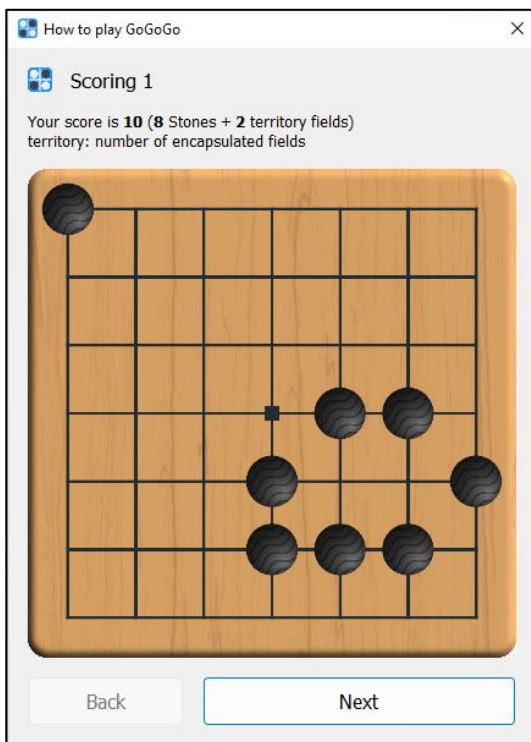 How to play GoGoGo
Scoring 1
Your score is 10 (8 Stones + 2 territory fields)
territory: number of encapsulated fields
Back
Next